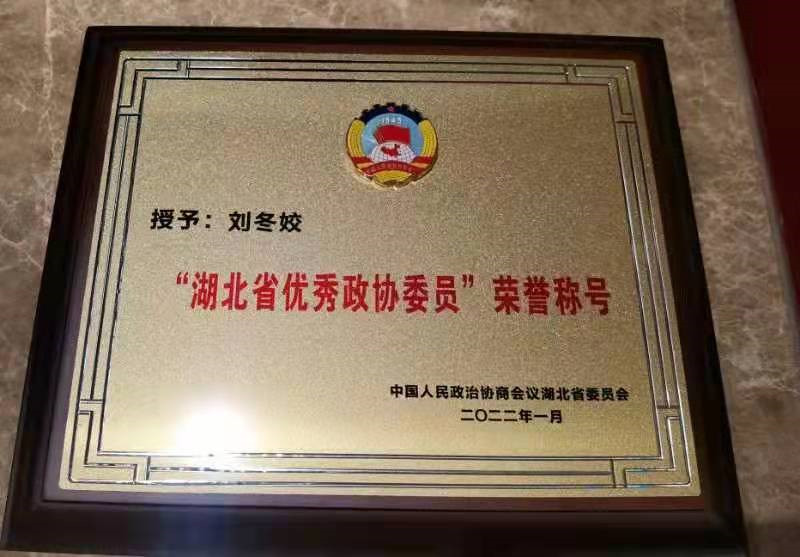 1949
授予：刘冬姣
“湖北省优秀政协委员”荣誉称号
中国人民政治协商会议湖北省委员会
二〇二二年一月